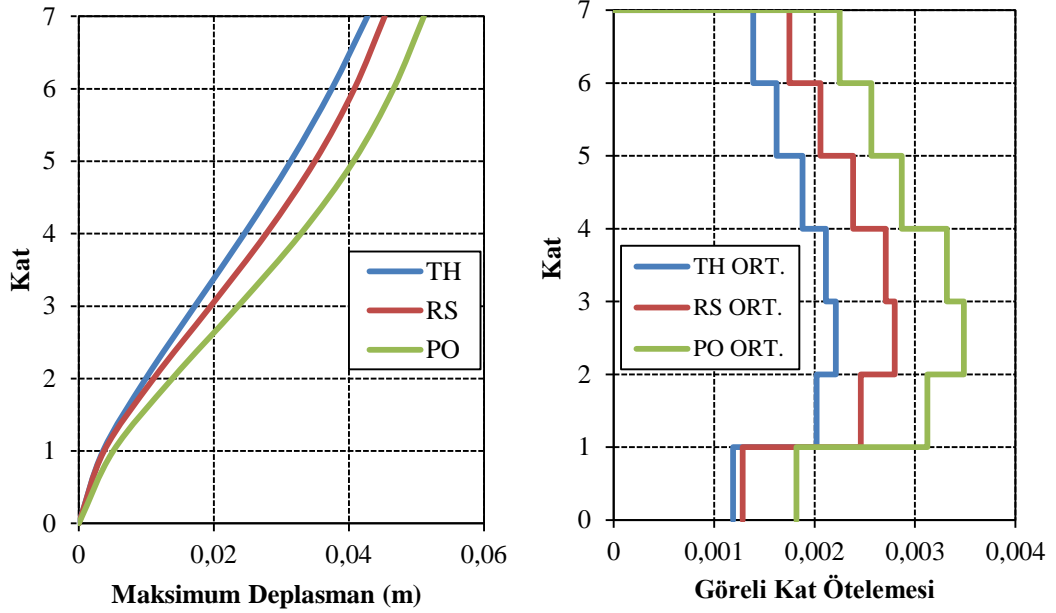 7
6
5
4
3
2
1
0
Kat
TH
RS
PO
0
0,02
0,04
0,06
Maksimum Deplasman (m)
7
6
5
4
3
2
1
0
Kat
TH ORT.
RS ORT.
PO ORT.
0
0,001
0,002
0,003
0,004
Göreli Kat Ötelemesi